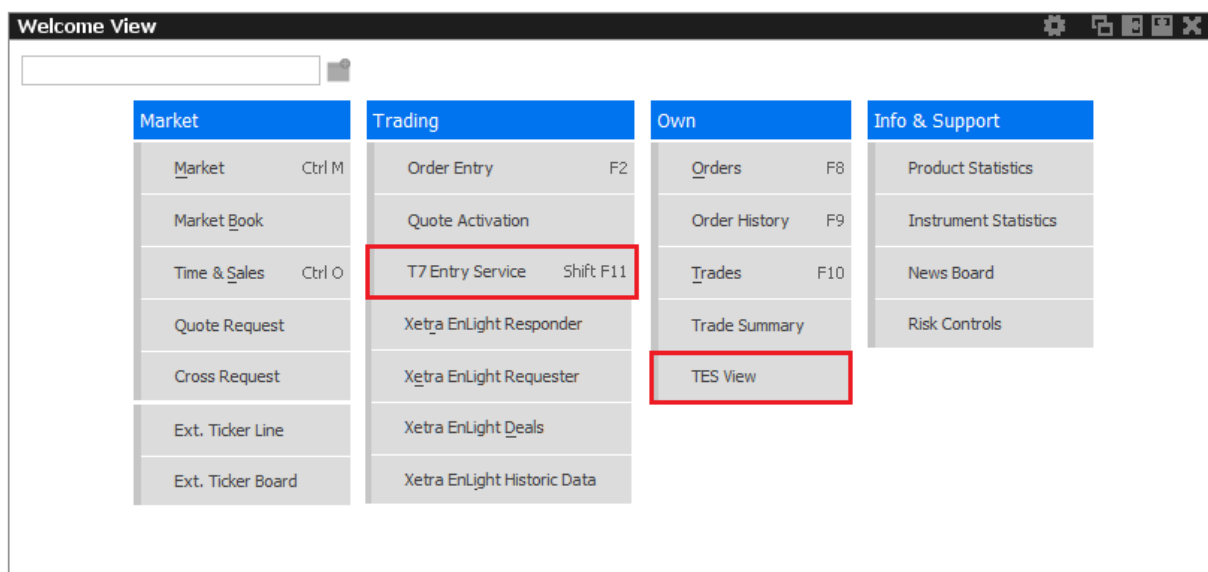 Welcome View
Market
Market Ctrl M
Market Book
Time & Sales Ctrl O
Quote Request
Cross Request
Ext. Ticker Line
Ext. Ticker Board
Trading
Order Entry F2
Quote Activation
T7 Entry Service Shift F11
Xetra EnLight Responder
Xetra EnLight Requester
Xetra EnLight Deals
Xetra EnLight Historic Data
Own
Orders F8
Order History F9
Trades F10
Trade Summary
TES View
Info & Support
Product Statistics
Instrument Statistics
News Board
Risk Controls